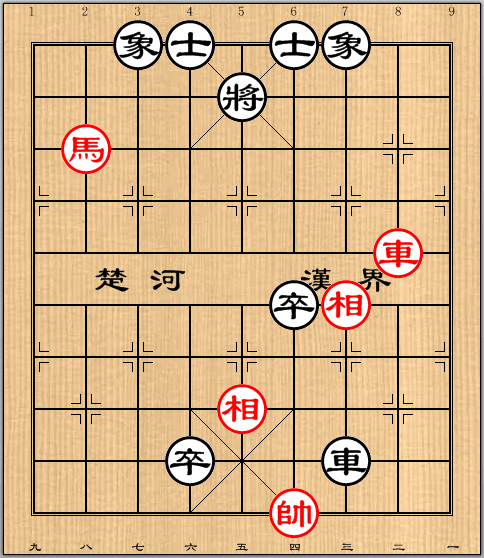 1 2 3 4 5 6 7 8 9
象 士 士 象
將
馬
車
楚河 漢界
卒 相
相
卒 車
帥
九 八 七 六 五 四 三 二 一